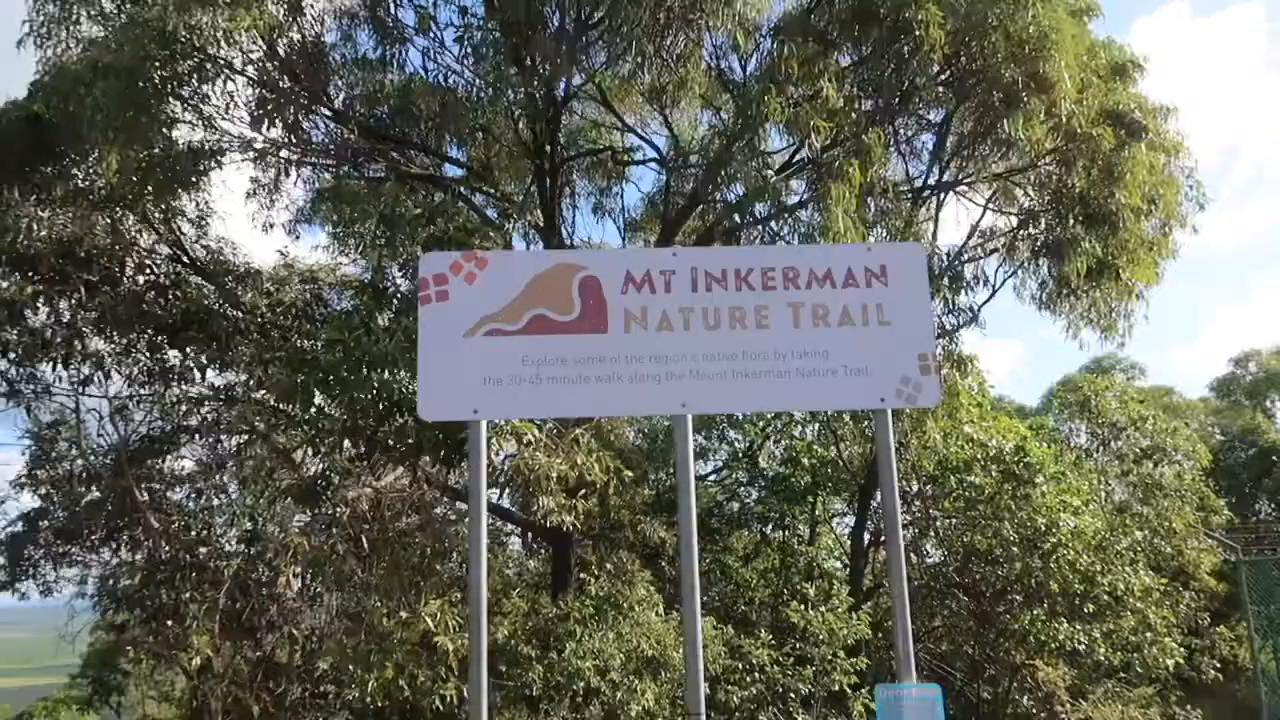 MT INKERMAN
NATURE TRAIL
Explore some of the region's native flora by taking
the 30-45 minute walk along the Mount Inkerman Nature Trail.